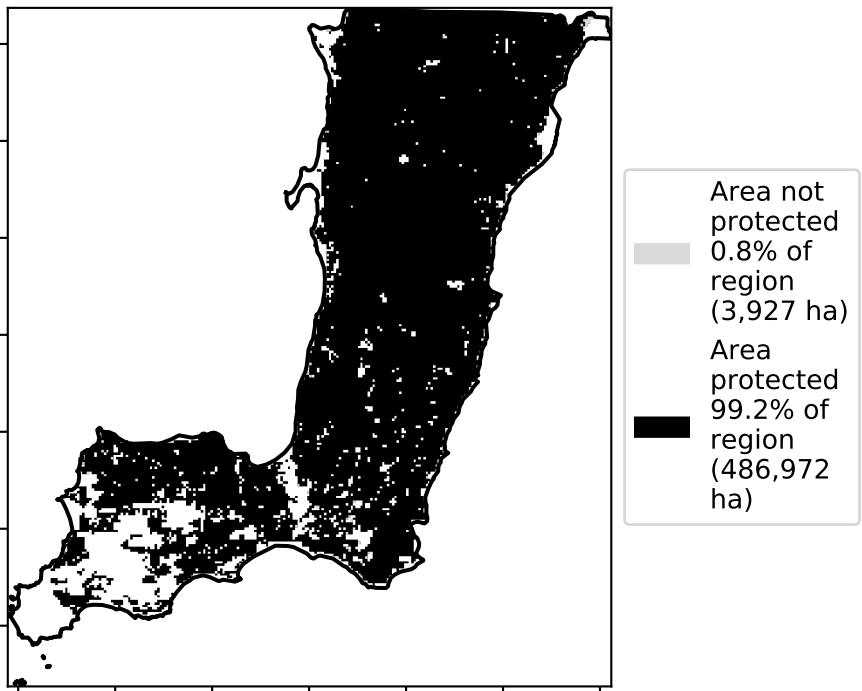 Area not
protected
0.8% of
region
(3,927 ha)
Area
protected
99.2% of
region
(486,972
ha)